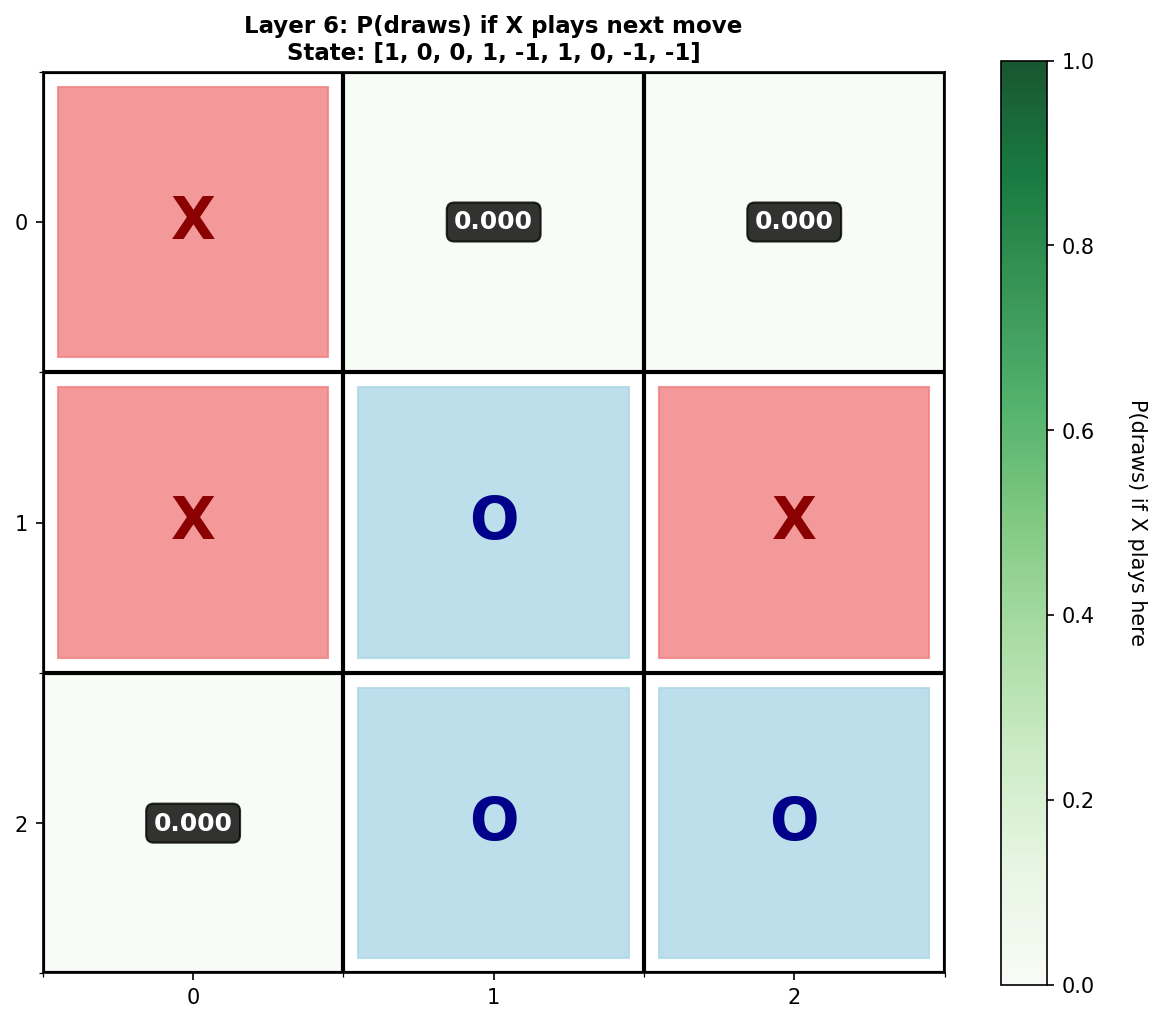 Layer 6: P(draws) if X plays next move
State: [1, 0, 0, 1, -1, 1, 0, -1, -1]
0
X
0.000
0.000
1
X
O
X
2
0.000
O
O
0
1
2
1.0
0.8
0.6
0.4
0.2
0.0
P(draws) if X plays here